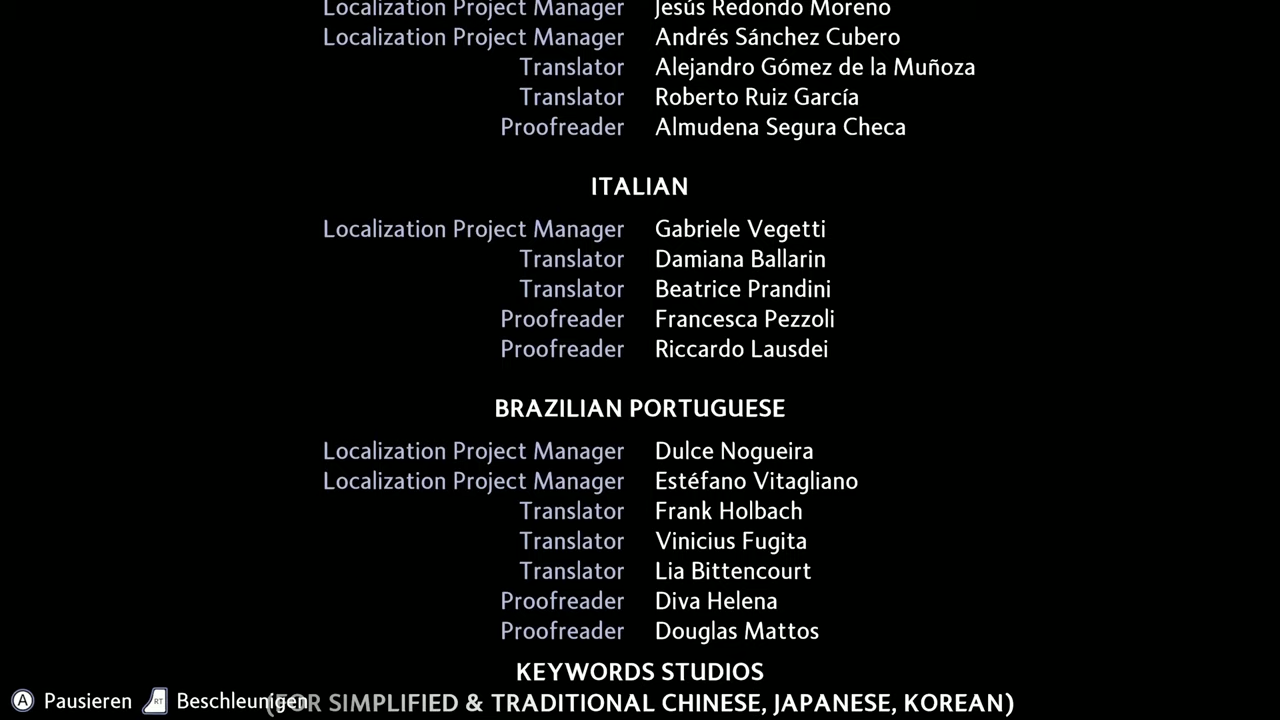 Localization Project Manager Jesús Redondo Moreno
Localization Project Manager Andrés Sánchez Cubero
Translator Alejandro Gómez de la Muñoza
Translator Roberto Ruiz García
Proofreader Almudena Segura Checa
ITALIAN
Localization Project Manager Gabriele Vegetti
Translator Damiana Ballarin
Translator Beatrice Prandini
Proofreader Francesca Pezzoli
Proofreader Riccardo Lausdei
BRAZILIAN PORTUGUESE
Localization Project Manager Dulce Nogueira
Localization Project Manager Estéfano Vitagliano
Translator Frank Holbach
Translator Vinicius Fugita
Translator Lia Bittencourt
Proofreader Diva Helena
Proofreader Douglas Mattos
KEYWORDS STUDIOS
(FOR SIMPLIFIED & TRADITIONAL CHINESE, JAPANESE, KOREAN)
A Pausieren RT Beschleunigen